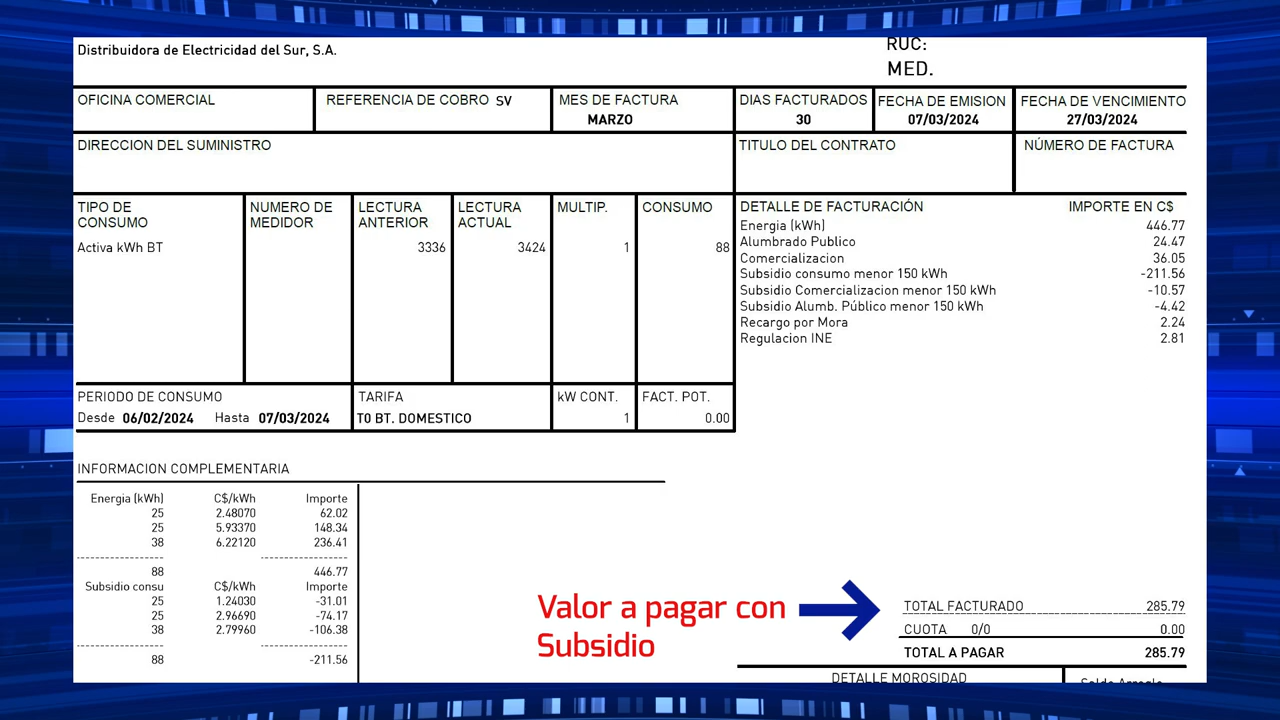 Distribuidora de Electricidad del Sur, S.A.
RUC:
MED.
OFICINA COMERCIAL
REFERENCIA DE COBRO SV
MES DE FACTURA
MARZO
DIAS FACTURADOS
30
FECHA DE EMISION
07/03/2024
FECHA DE VENCIMIENTO
27/03/2024
DIRECCION DEL SUMINISTRO
TITULO DEL CONTRATO
NÚMERO DE FACTURA
TIPO DE CONSUMO
NUMERO DE MEDIDOR
LECTURA ANTERIOR
LECTURA ACTUAL
MULTIP.
CONSUMO
Activa kWh BT 3336 3424 1 88
DETALLE DE FACTURACIÓN IMPORTE EN C$
Energia (kWh) 446.77
Alumbrado Publico 24.47
Comercializacion 36.05
Subsidio consumo menor 150 kWh -211.56
Subsidio Comercializacion menor 150 kWh -10.57
Subsidio Alumb. Público menor 150 kWh -4.42
Recargo por Mora 2.24
Regulacion INE 2.81
PERIODO DE CONSUMO
Desde 06/02/2024 Hasta 07/03/2024
TARIFA
T0 BT. DOMESTICO
kW CONT.
1
FACT. POT.
0.00
INFORMACION COMPLEMENTARIA
Energia (kWh) C$/kWh Importe
25 2.48070 62.02
25 5.93370 148.34
38 6.22120 236.41
88 446.77
Subsidio consu C$/kWh Importe
25 1.24030 -31.01
25 2.96690 -74.17
38 2.79960 -106.38
88 -211.56
Valor a pagar con
Subsidio
TOTAL FACTURADO 285.79
CUOTA 0/0 0.00
TOTAL A PAGAR 285.79
DETALLE MOROSIDAD